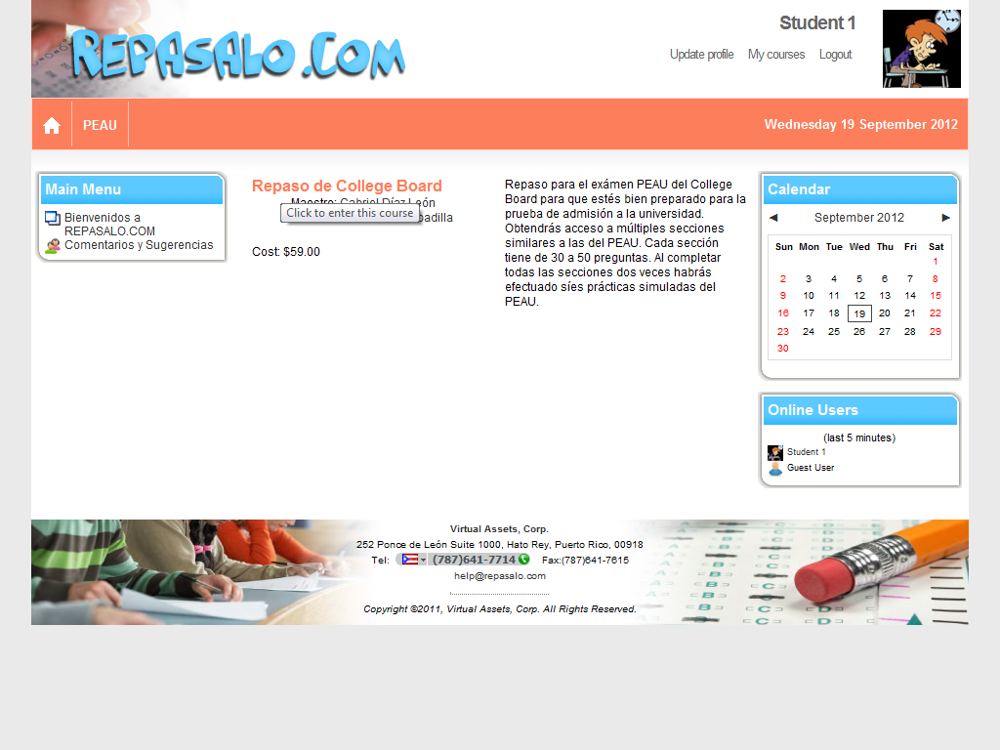 REPASALO.COM
Student 1
Update profile My courses Logout
PEAU
Wednesday 19 September 2012
Main Menu
Bienvenidos a
REPASALO.COM
Comentarios y Sugerencias
Repaso de College Board
Maestro: Gabriel Díaz León
Click to enter this course
Cost: $59.00
Repaso para el exámen PEAU del College
Board para que estés bien preparado para la
prueba de admisión a la universidad.
Obtendrás acceso a múltiples secciones
similares a las del PEAU. Cada sección
tiene de 30 a 50 preguntas. Al completar
todas las secciones dos veces habrás
efectuado síes prácticas simuladas del
PEAU.
Calendar
◄ September 2012 ►
Sun Mon Tue Wed Thu Fri Sat
1
2 3 4 5 6 7 8
9 10 11 12 13 14 15
16 17 18 19 20 21 22
23 24 25 26 27 28 29
30
Online Users
(last 5 minutes)
Student 1
Guest User
Virtual Assets, Corp.
252 Ponce de León Suite 1000, Hato Rey, Puerto Rico, 00918
Tel: (787)641-7714 Fax:(787)641-7615
help@repasalo.com
Copyright ©2011, Virtual Assets, Corp. All Rights Reserved.